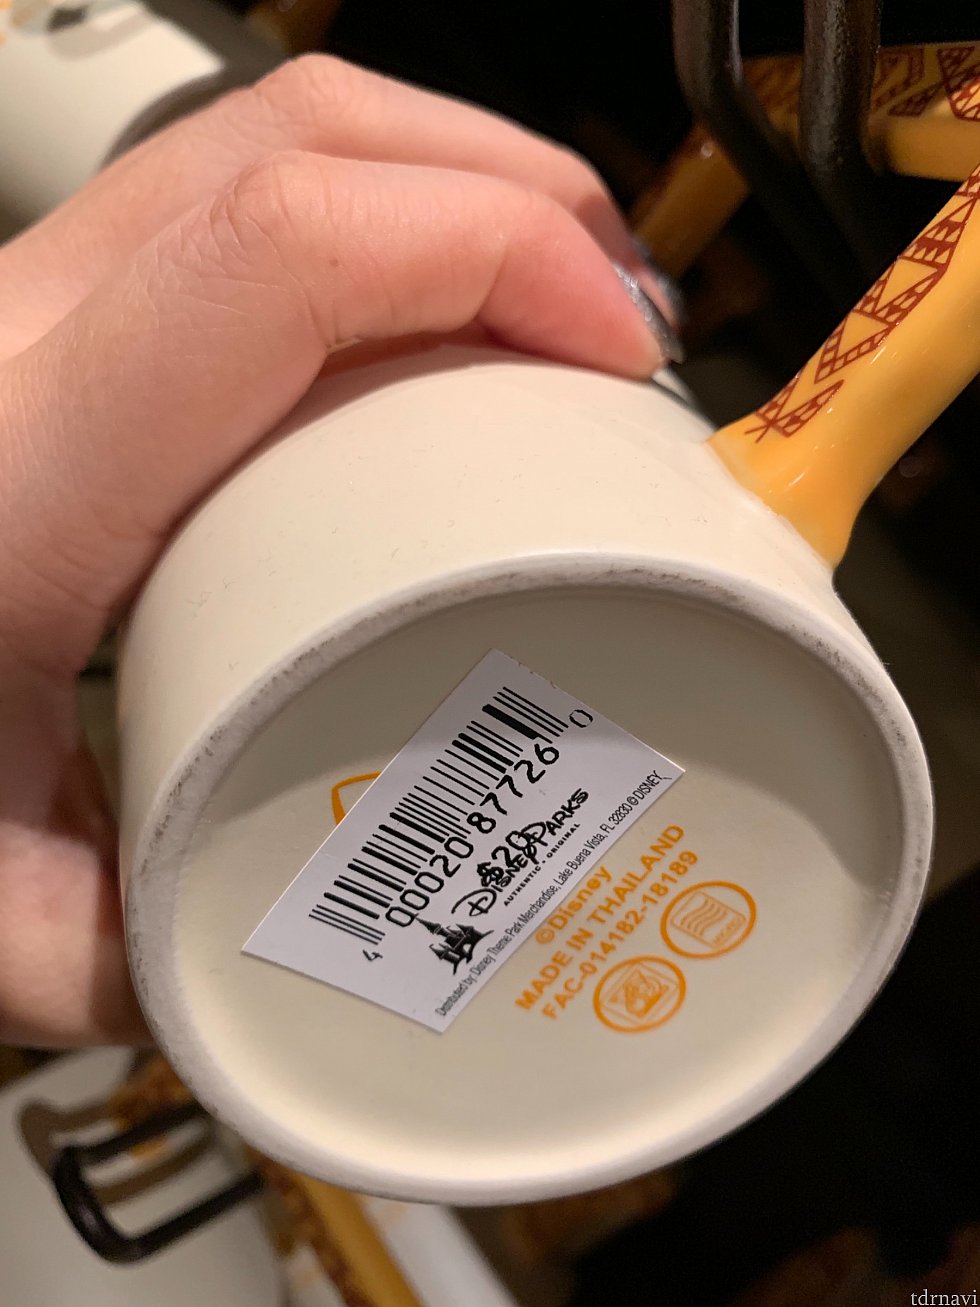 4 00020 87726 0
$20
Disney Parks
AUTHENTIC • ORIGINAL
Distributed by: Disney Theme Park Merchandise, Lake Buena Vista, FL 32830 © DISNEY
©Disney
MADE IN THAILAND
FAC-014182-18189
tdrnavi